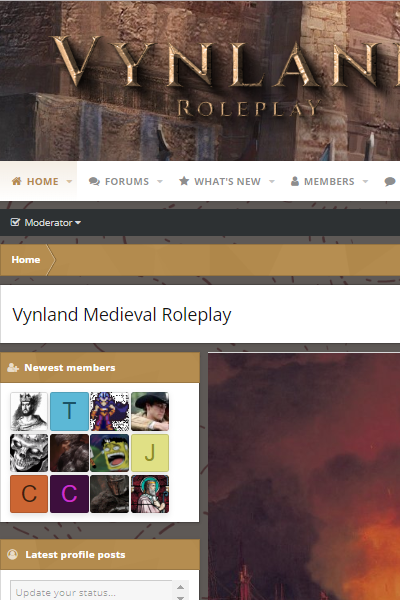 VYNLAN
ROLEPLAY
HOME FORUMS WHAT'S NEW MEMBERS
Moderator
Home
Vynland Medieval Roleplay
Newest members
T
J
C C
Latest profile posts
Update your status...